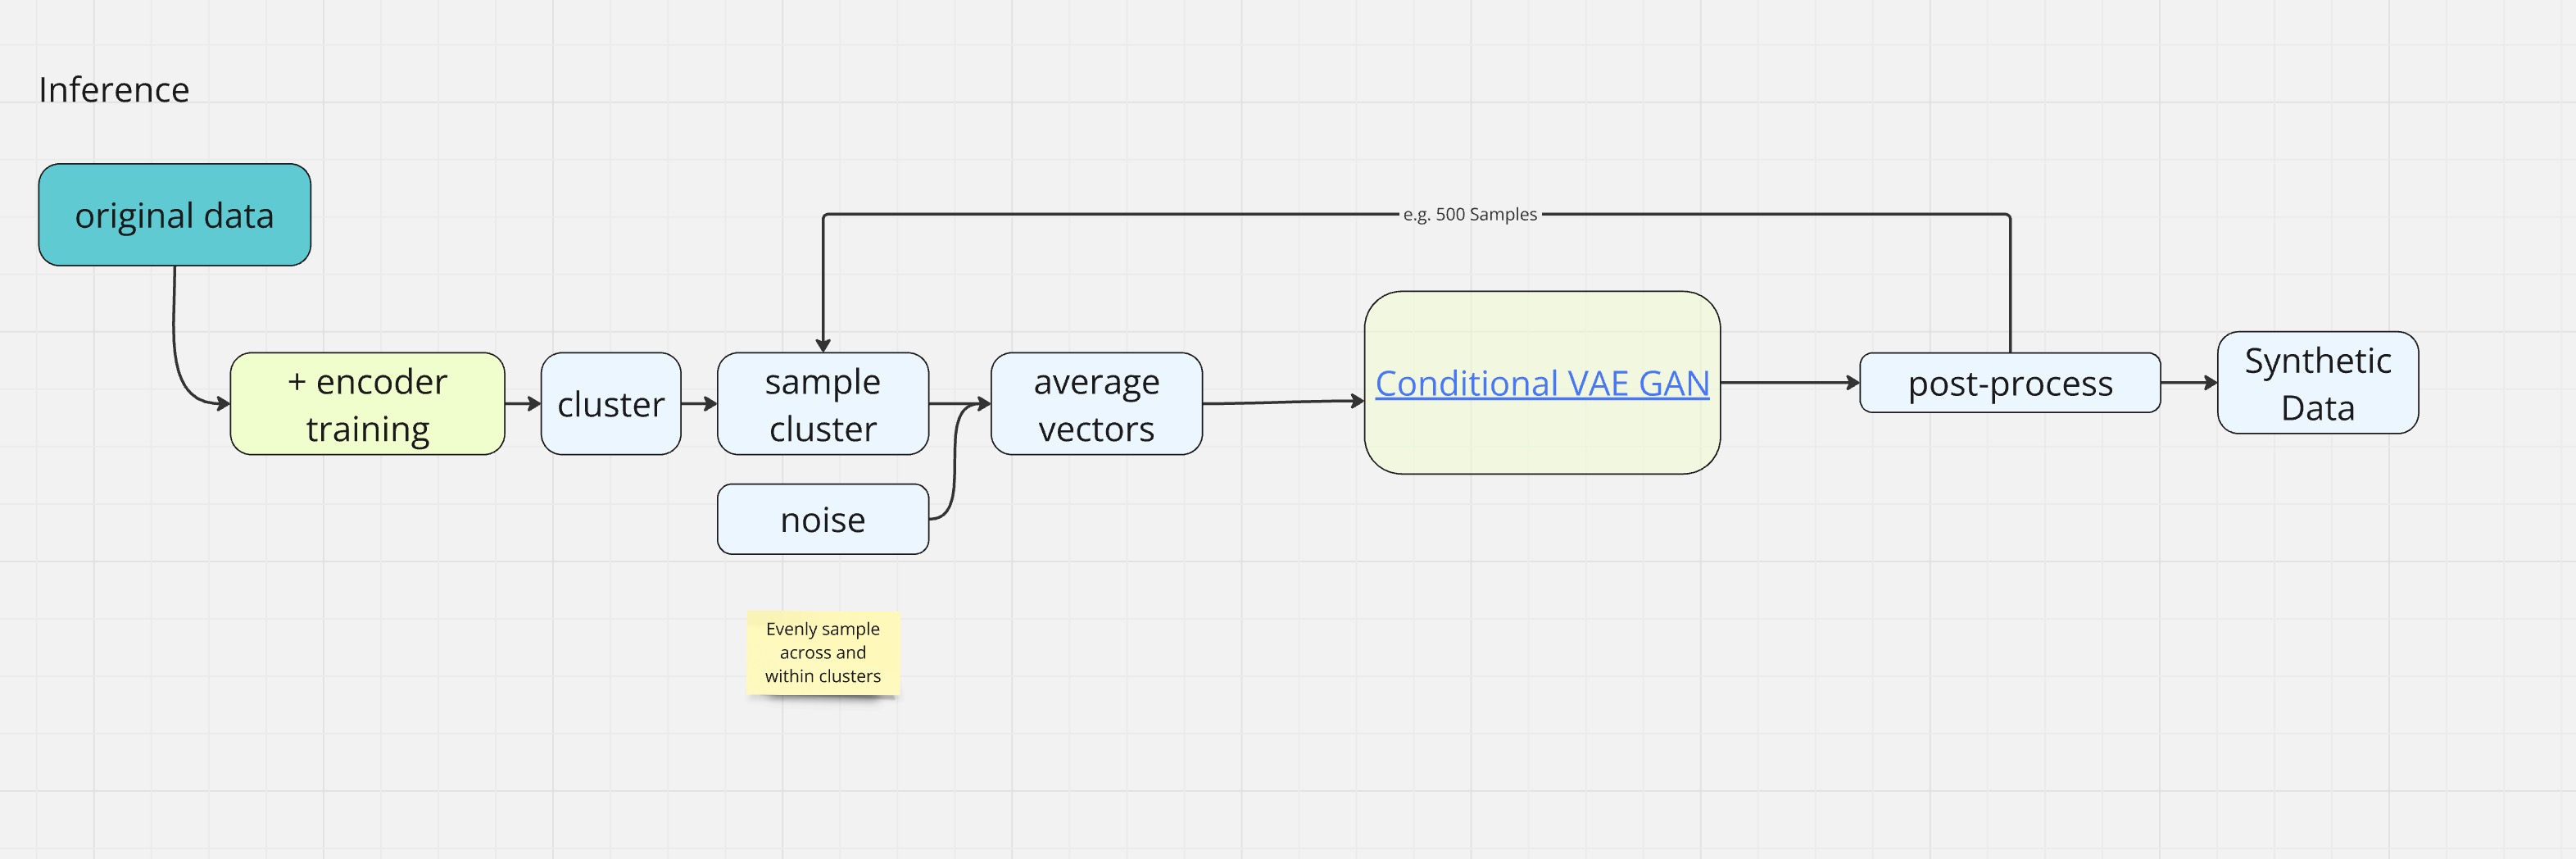 Inference
original data
e.g. 500 Samples
+ encoder
training
cluster
sample
cluster
average
vectors
Conditional VAE GAN
post-process
Synthetic
Data
noise
Evenly sample
across and
within clusters